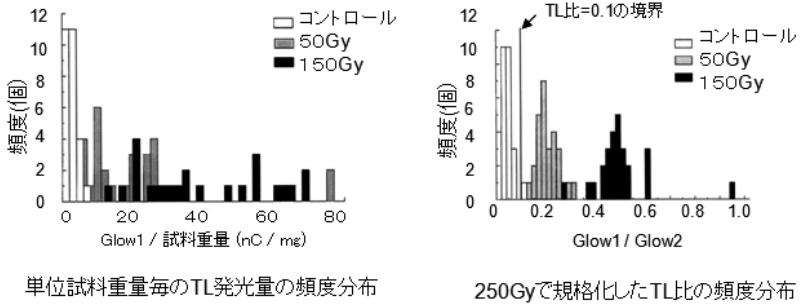 12
10
8
6
4
2
0
頻度(個)
コントロール
50Gy
150Gy
0 20 40 60 80
Glow1 / 試料重量 (nC / mg)
単位試料重量毎のTL発光量の頻度分布
TL比=0.1の境界
12
10
8
6
4
2
0
頻度(個)
コントロール
50Gy
150Gy
0 0.2 0.4 0.6 0.8 1.0
Glow1 / Glow2
250Gyで規格化したTL比の頻度分布